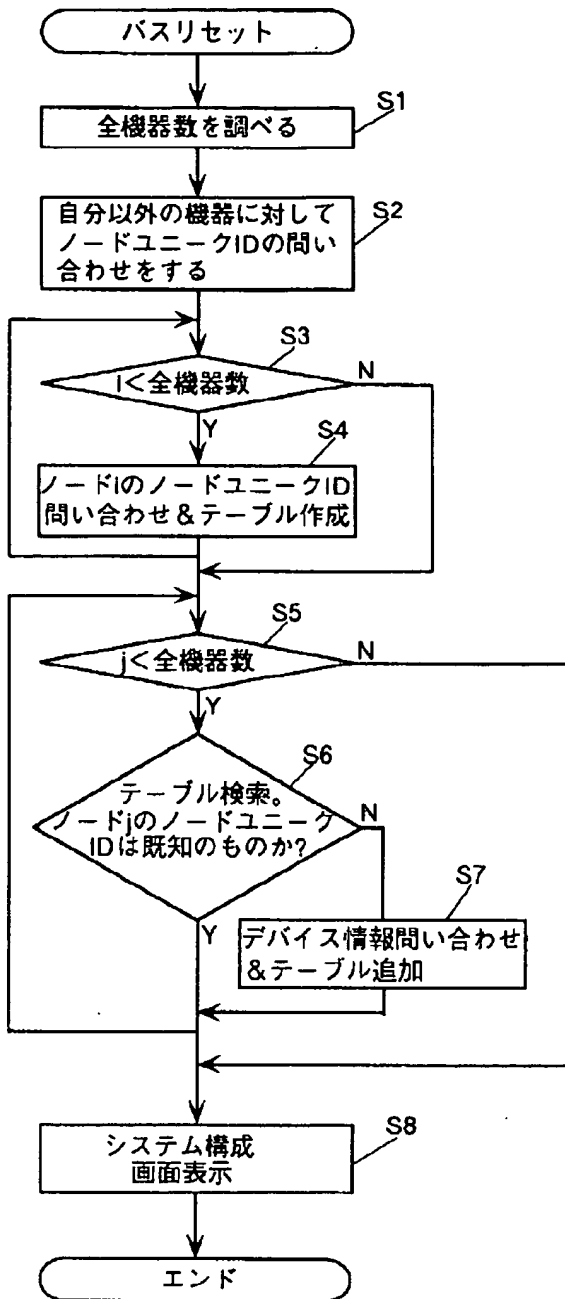 バスリセット
S1
全機器数を調べる
S2
自分以外の機器に対して
ノードユニークIDの問い
合わせをする
S3
i<全機器数
N
Y
S4
ノードiのノードユニークID
問い合わせ&テーブル作成
S5
j<全機器数
N
Y
S6
テーブル検索。
ノードjのノードユニーク
IDは既知のものか?
N
Y
S7
デバイス情報問い合わせ
&テーブル追加
S8
システム構成
画面表示
エンド